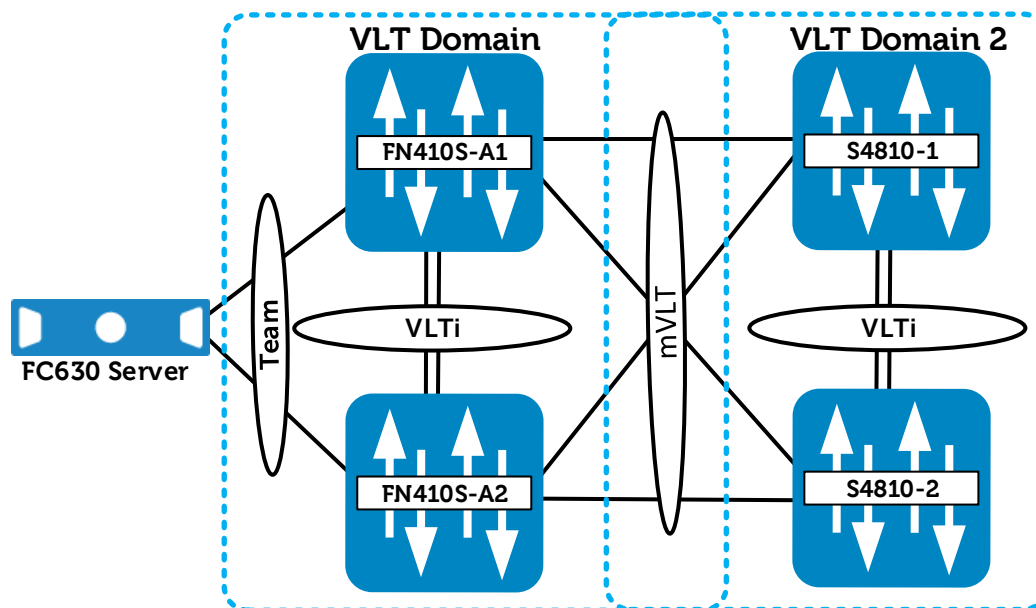 VLT Domain
VLT Domain 2
FN410S-A1
S4810-1
Team
VLTi
mVLT
VLTi
FC630 Server
FN410S-A2
S4810-2